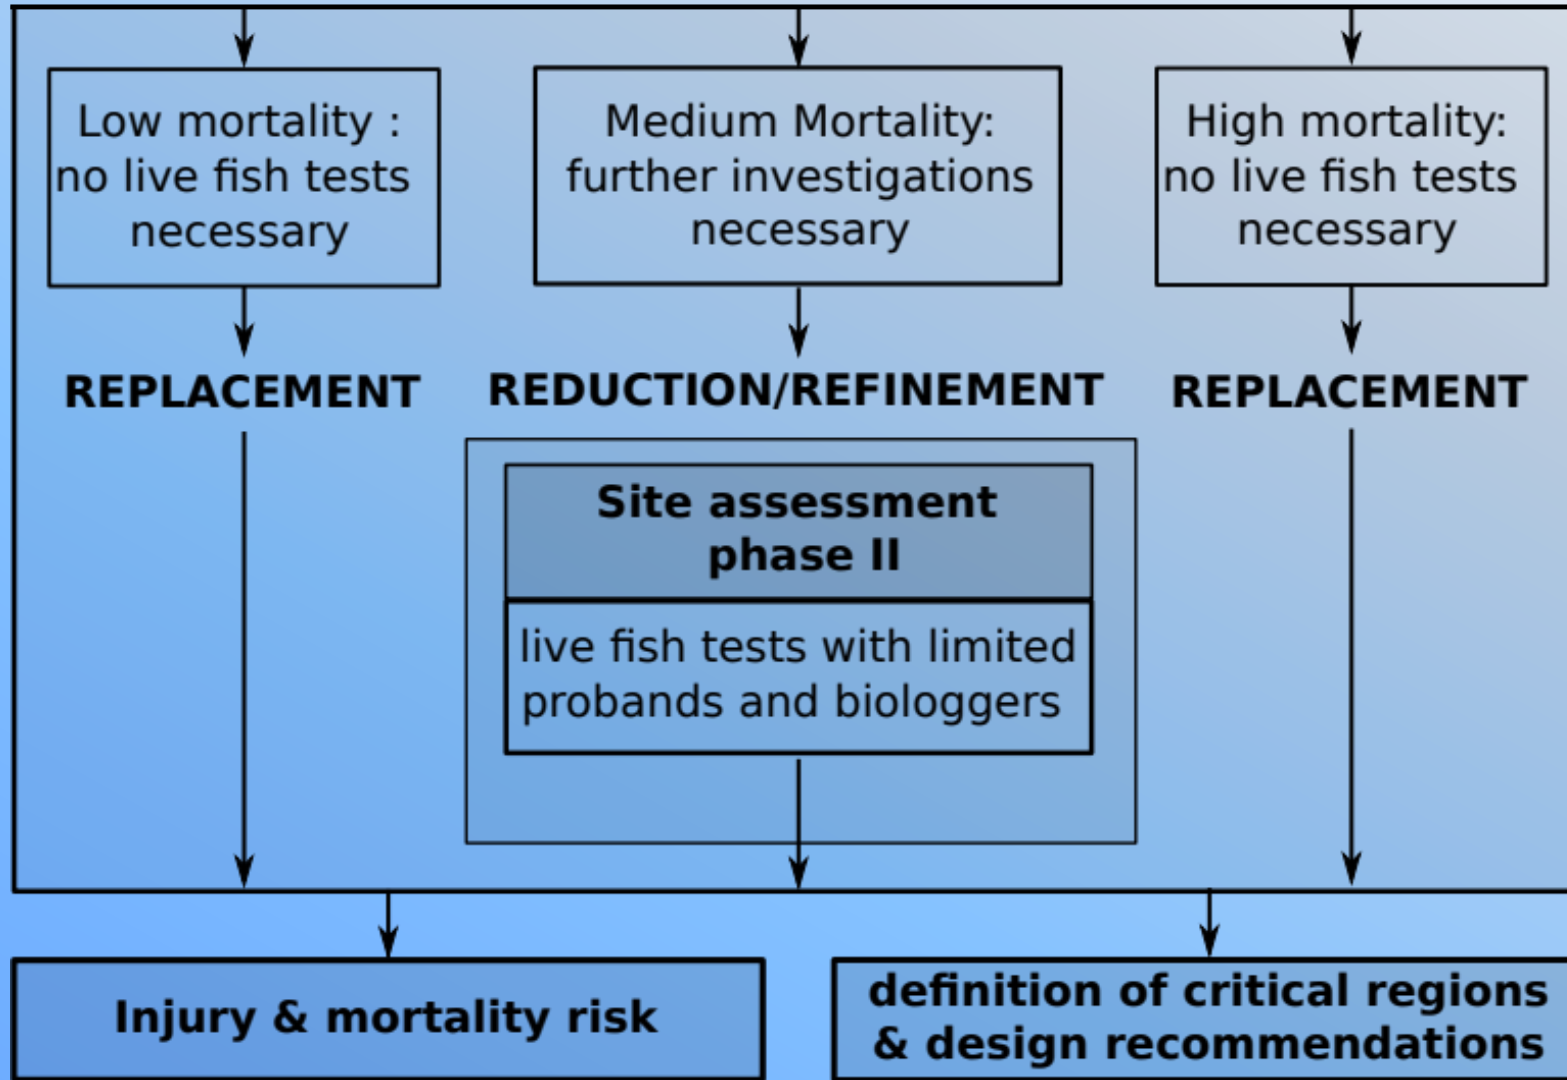 Low mortality :
no live fish tests
necessary
Medium Mortality:
further investigations
necessary
High mortality:
no live fish tests
necessary
REPLACEMENT
REDUCTION/REFINEMENT
REPLACEMENT
Site assessment
phase II
live fish tests with limited
probands and biologgers
Injury & mortality risk
definition of critical regions
& design recommendations